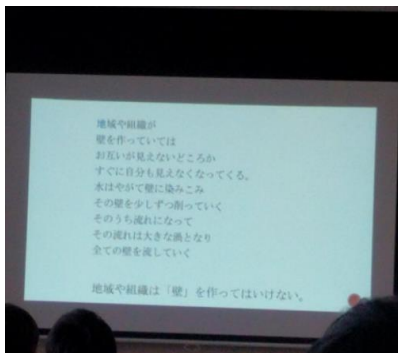 地域や組織が
壁を作っていては
お互いが見えないどころか
すぐに自分も見えなくなってくる。
水はやがて壁に染みこみ
その壁を少しずつ削っていく
そのうち流れになって
その流れは大きな渦となり
全ての壁を流していく
地域や組織は「壁」を作ってはいけない。